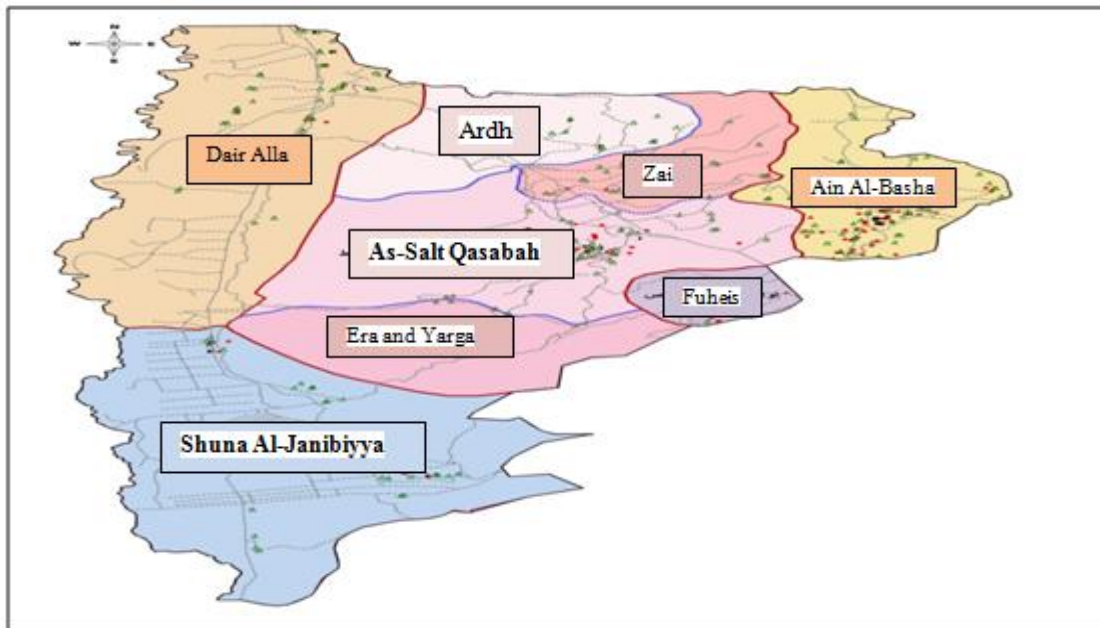 N
W E
S
Ardh
Dair Alla
Zai
Ain Al-Basha
As-Salt Qasabah
Fuheis
Era and Yarga
Shuna Al-Janibiyya